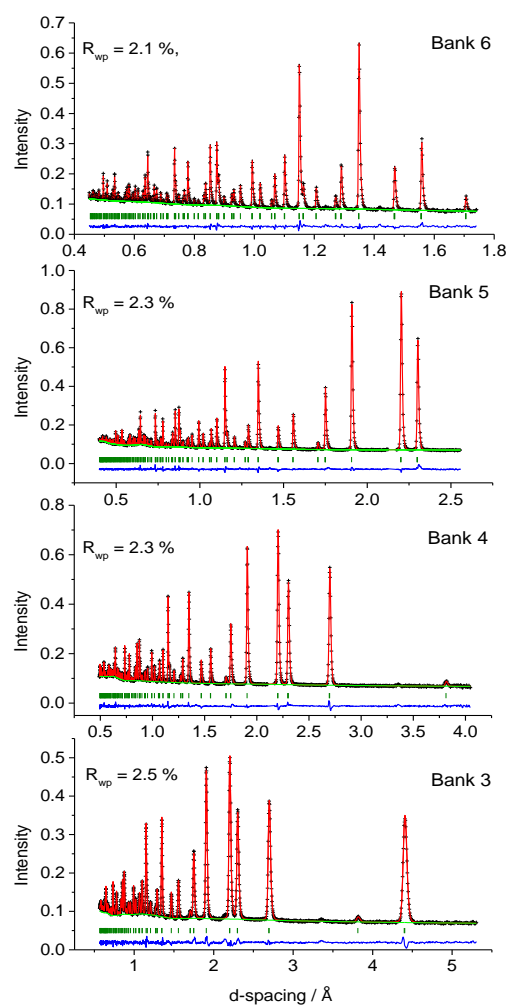 0.7
Bank 6
R_wp = 2.1 %,
0.6
0.5
0.4
Intensity
0.3
0.2
0.1
0.0
0.4 0.6 0.8 1.0 1.2 1.4 1.6 1.8
1.0
Bank 5
R_wp = 2.3 %
0.8
0.6
Intensity
0.4
0.2
0.0
0.5 1.0 1.5 2.0 2.5
0.8
Bank 4
R_wp = 2.3 %
0.6
Intensity
0.4
0.2
0.0
0.5 1.0 1.5 2.0 2.5 3.0 3.5 4.0
0.5
R_wp = 2.5 %
Bank 3
0.4
0.3
Intensity
0.2
0.1
0.0
1 2 3 4 5
d-spacing / Å